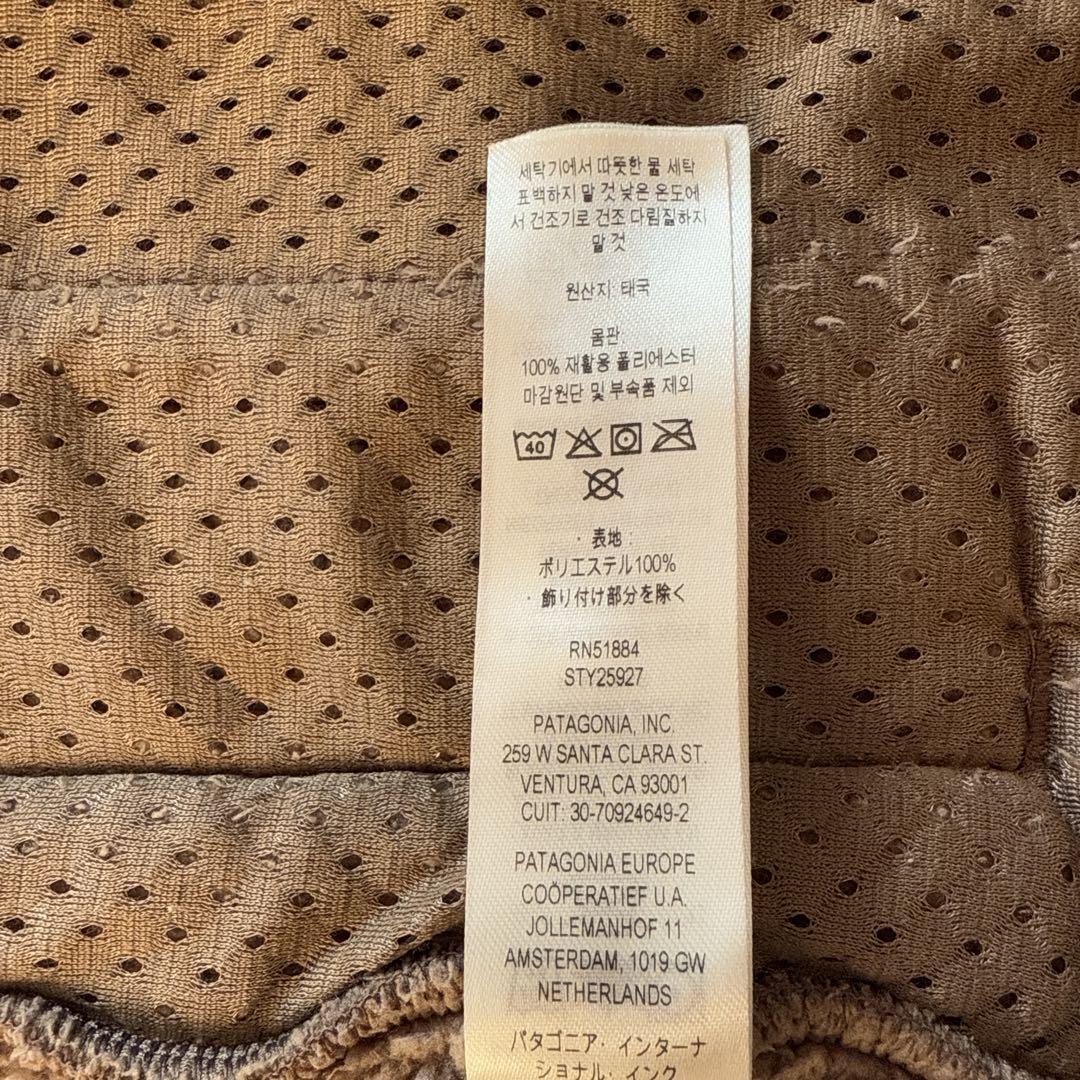 세탁기에서 따뜻한 물 세탁
표백하지 말 것 낮은 온도에
서 건조기로 건조 다림질하지
말 것
원산지: 태국
몸판
100% 재활용 폴리에스터
마감원단 및 부속품 제외
40
・表地：
ポリエステル100%
・飾り付け部分を除く
RN51884
STY25927
PATAGONIA, INC.
259 W SANTA CLARA ST.
VENTURA, CA 93001
CUIT: 30-70924649-2
PATAGONIA EUROPE
COÖPERATIEF U.A.
JOLLEMANHOF 11
AMSTERDAM, 1019 GW
NETHERLANDS
パタゴニア・インターナ
ショナル・インク